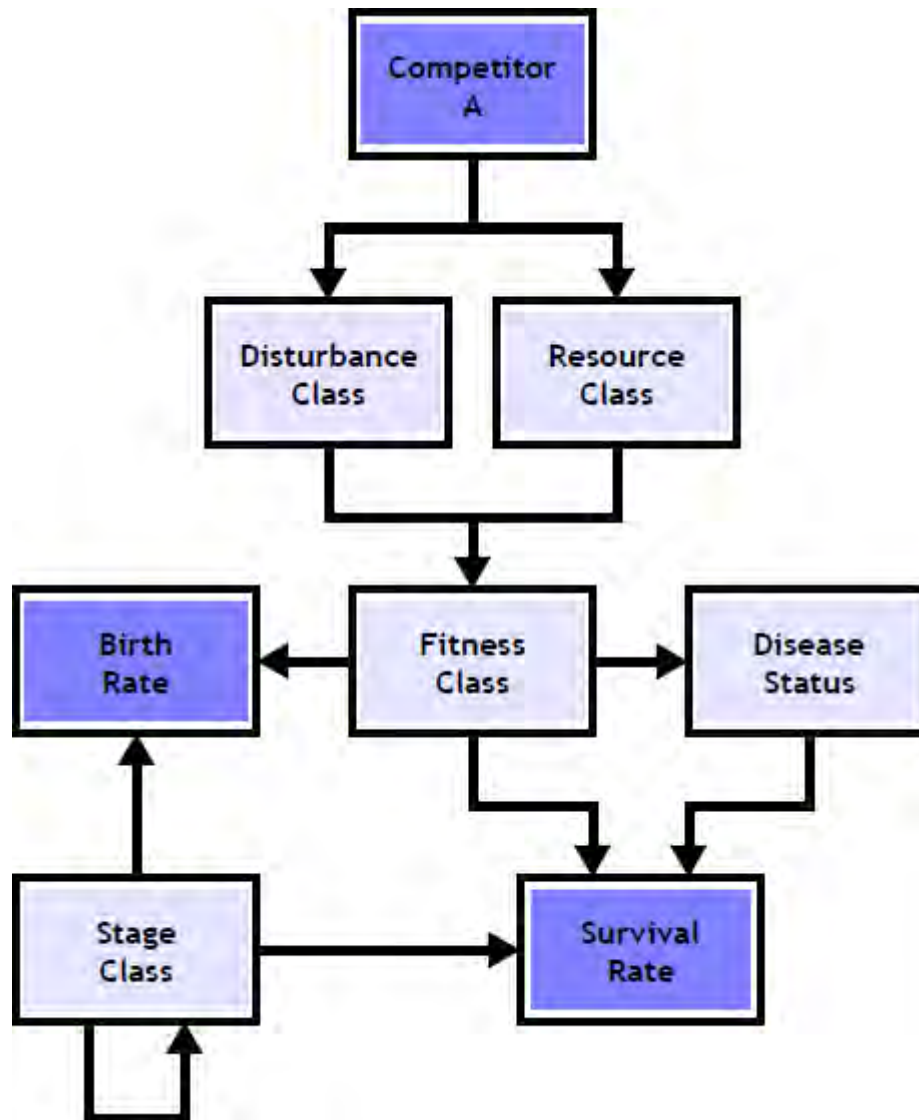 Competitor
A
Disturbance
Class
Resource
Class
Birth
Rate
Fitness
Class
Disease
Status
Stage
Class
Survival
Rate